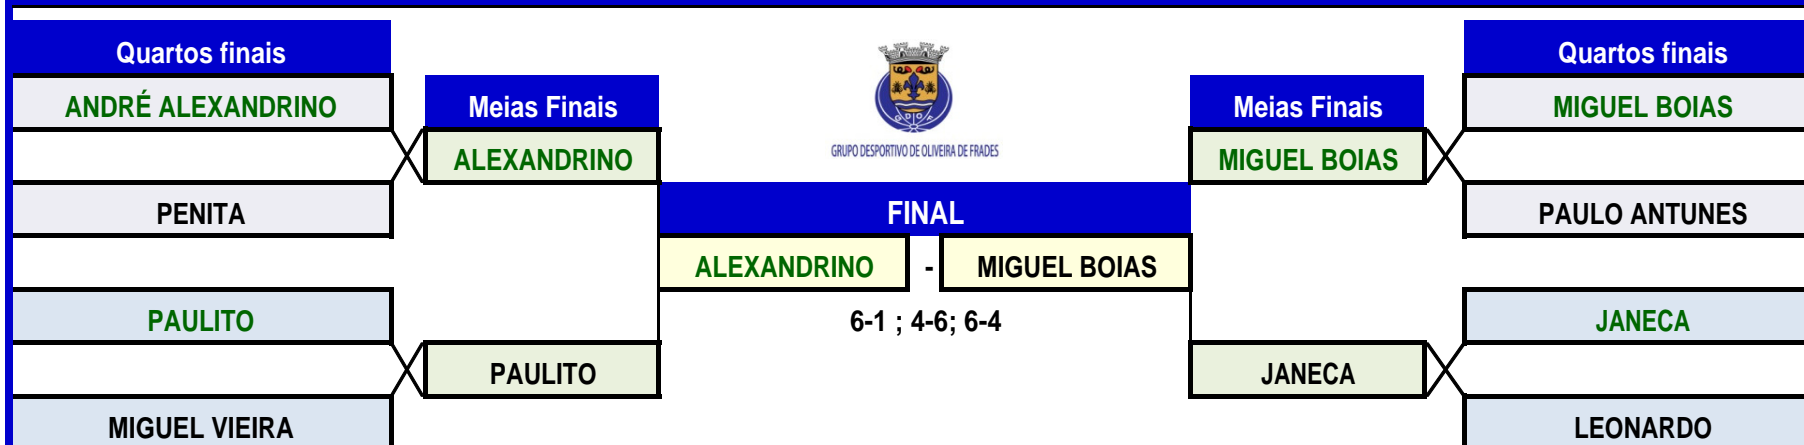 Quartos finais
Quartos finais
ANDRÉ ALEXANDRINO
Meias Finais
Meias Finais
MIGUEL BOIAS
ALEXANDRINO
GDOF
GRUPO DESPORTIVO DE OLIVEIRA DE FRADES
MIGUEL BOIAS
PENITA
FINAL
PAULO ANTUNES
ALEXANDRINO - MIGUEL BOIAS
PAULITO
6-1 ; 4-6; 6-4
JANECA
PAULITO
JANECA
MIGUEL VIEIRA
LEONARDO